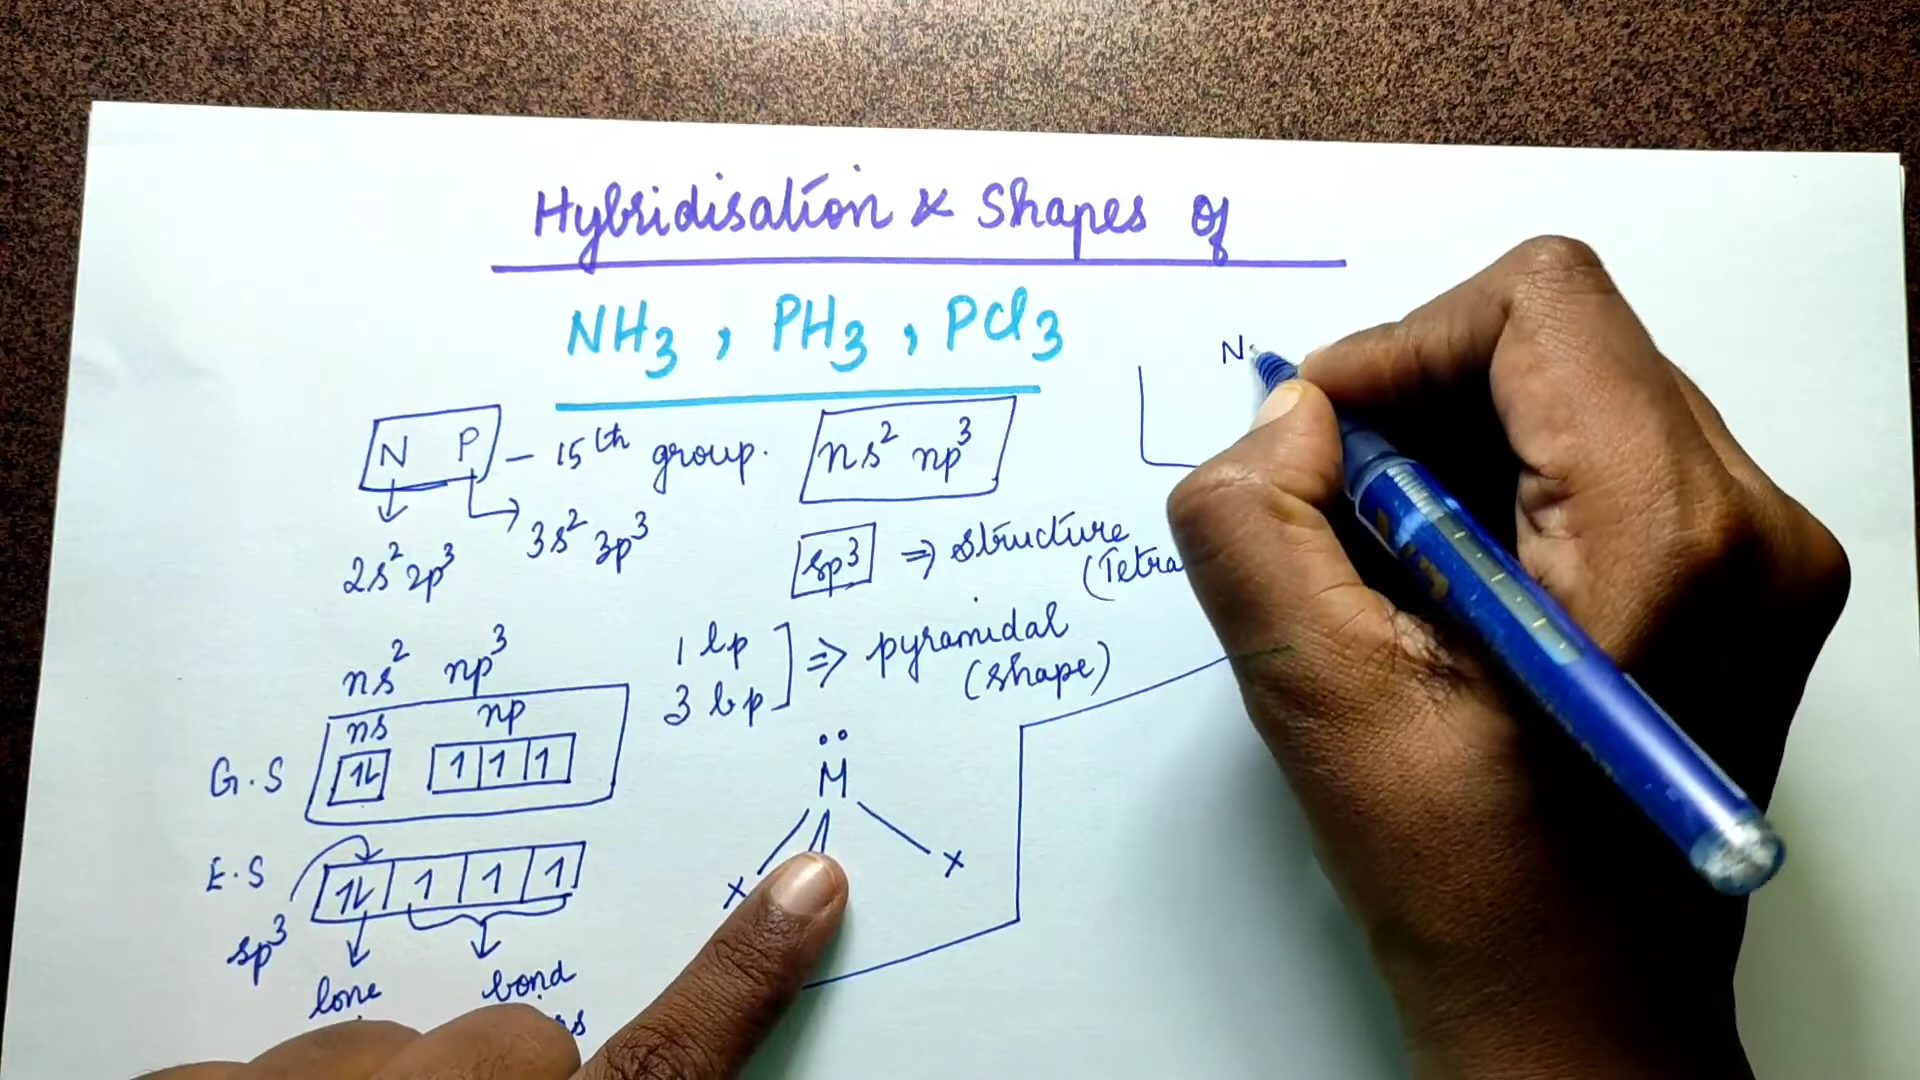 Hybridisation & Shapes of
NH3, PH3, PCl3
N P – 15th group. ns² np³
2s² 2p³ 3s² 3p³
sp³ ⇒ structure
(Tetra
ns² np³
1 lp
3 bp ⇒ pyramidal
(shape)
ns np
G.S 1L 1 1 1
M
X X
E.S 1L 1 1 1
sp³
lone bond
N